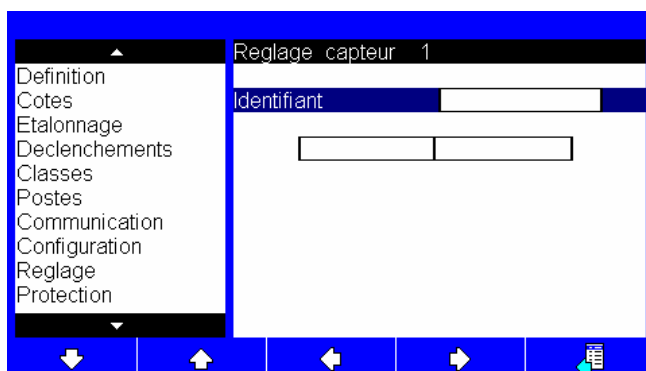 Reglage capteur 1
Definition
Cotes
Etalonnage
Declenchements
Classes
Postes
Communication
Configuration
Reglage
Protection
Identifiant